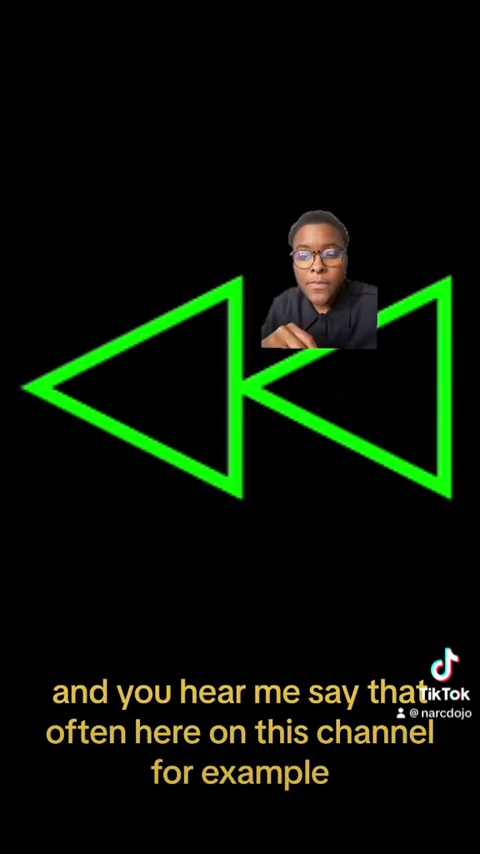 TikTok
@ narcdojo
and you hear me say that
often here on this channel
for example